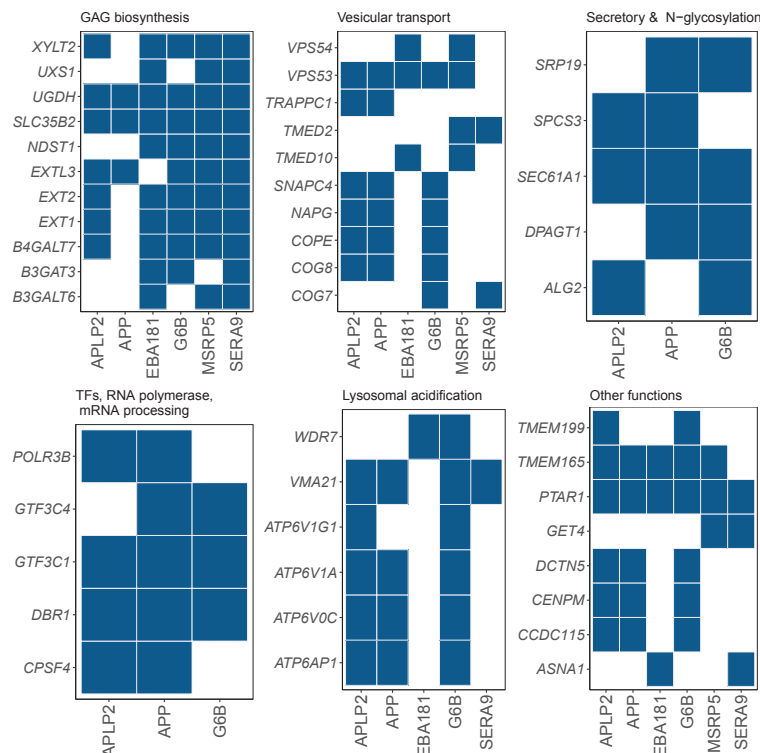 GAG biosynthesis
XYLT2
UXS1
UGDH
SLC35B2
NDST1
EXTL3
EXT2
EXT1
B4GALT7
B3GAT3
B3GALT6
APLP2
APP
EBA181
G6B
MSRP5
SERA9
Vesicular transport
VPS54
VPS53
TRAPPC1
TMED2
TMED10
SNAPC4
NAPG
COPE
COG8
COG7
APLP2
APP
EBA181
G6B
MSRP5
SERA9
Secretory & N−glycosylation
SRP19
SPCS3
SEC61A1
DPAGT1
ALG2
APLP2
APP
G6B
TFs, RNA polymerase,
mRNA processing
POLR3B
GTF3C4
GTF3C1
DBR1
CPSF4
APLP2
APP
G6B
Lysosomal acidification
WDR7
VMA21
ATP6V1G1
ATP6V1A
ATP6V0C
ATP6AP1
APLP2
APP
EBA181
G6B
SERA9
Other functions
TMEM199
TMEM165
PTAR1
GET4
DCTN5
CENPM
CCDC115
ASNA1
APLP2
APP
EBA181
G6B
MSRP5
SERA9